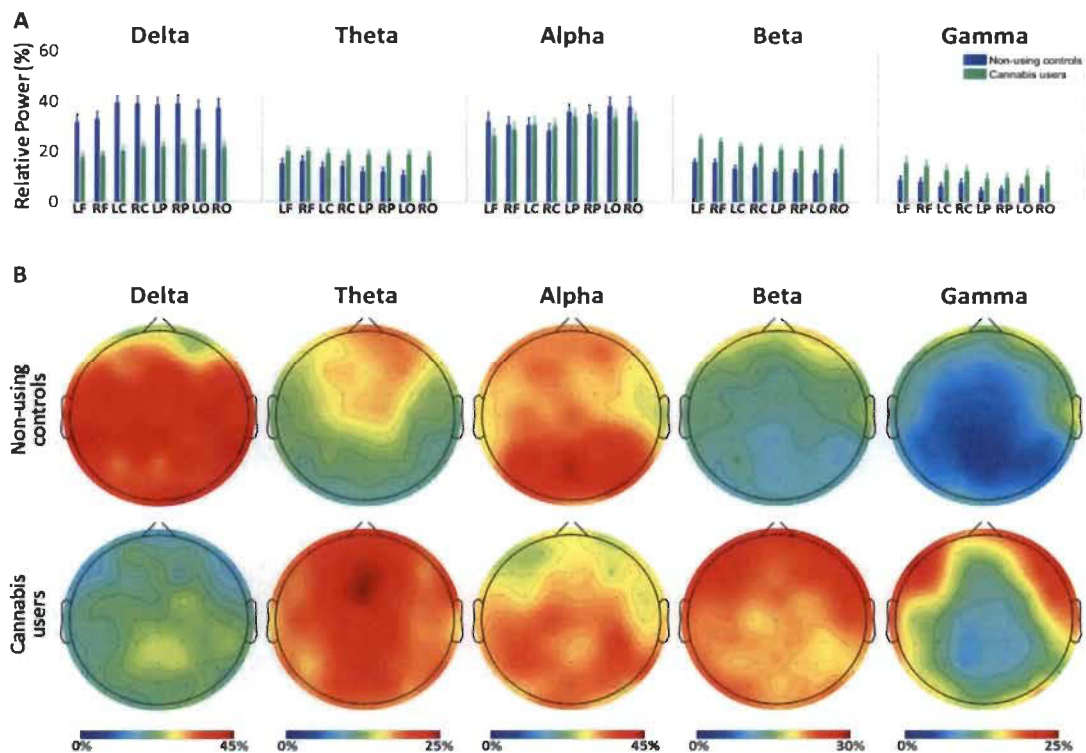 A
Delta Theta Alpha Beta Gamma
Relative Power (%)
60
40
20
0
Non-using controls
Cannabis users
LF RF LC RC LP RP LO RO LF RF LC RC LP RP LO RO LF RF LC RC LP RP LO RO LF RF LC RC LP RP LO RO LF RF LC RC LP RP LO RO
B
Delta Theta Alpha Beta Gamma
Non-using
controls
Cannabis
users
0% 45% 0% 25% 0% 45% 0% 30% 0% 25%